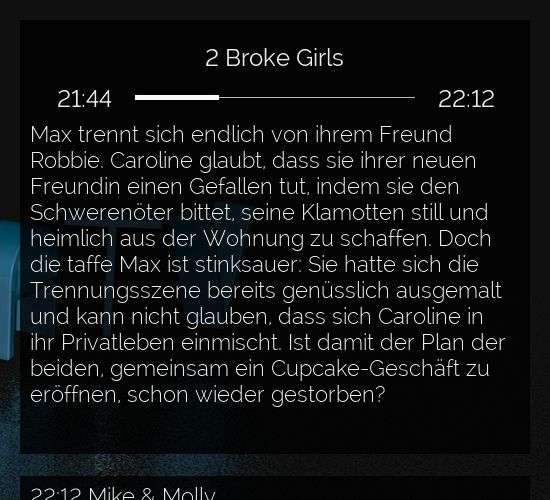 2 Broke Girls
21:44 22:12
Max trennt sich endlich von ihrem Freund
Robbie. Caroline glaubt, dass sie ihrer neuen
Freundin einen Gefallen tut, indem sie den
Schwerenöter bittet, seine Klamotten still und
heimlich aus der Wohnung zu schaffen. Doch
die taffe Max ist stinksauer: Sie hatte sich die
Trennungsszene bereits genüsslich ausgemalt
und kann nicht glauben, dass sich Caroline in
ihr Privatleben einmischt. Ist damit der Plan der
beiden, gemeinsam ein Cupcake-Geschäft zu
eröffnen, schon wieder gestorben?
22:12 Mike & Molly